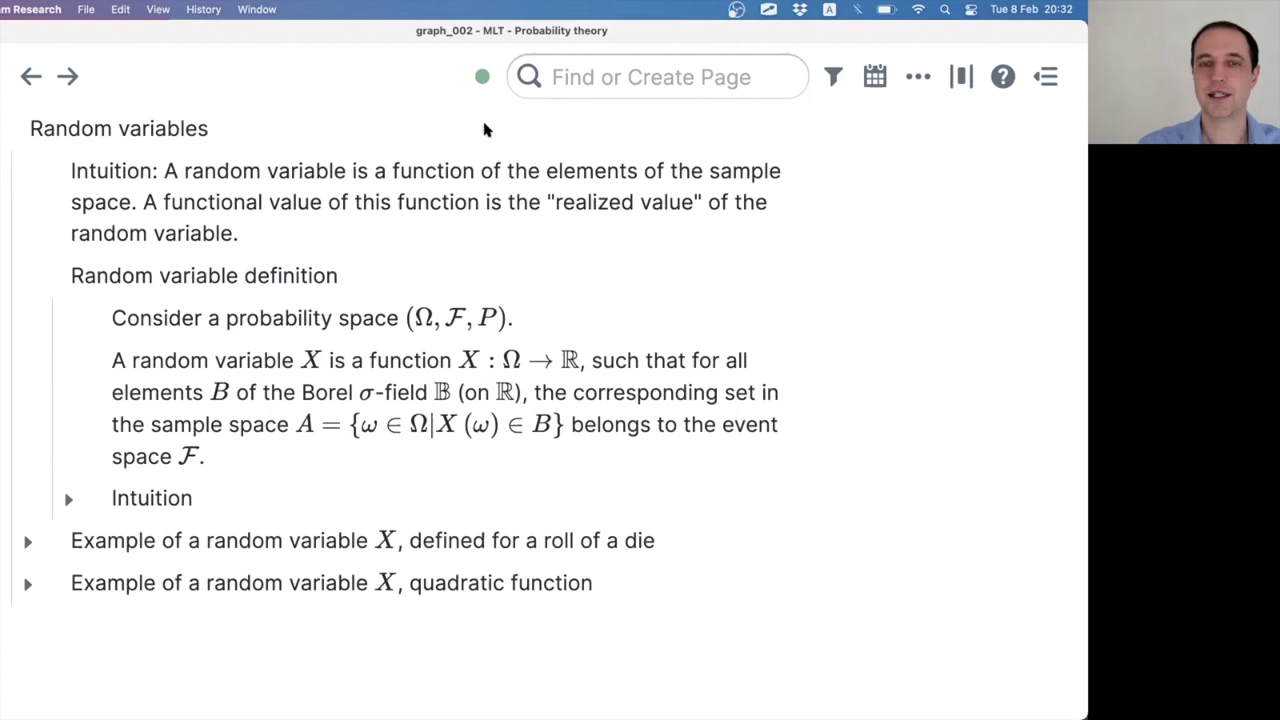 am Research File Edit View History Window A Tue 8 Feb 20:32
graph_002 - MLT - Probability theory
Find or Create Page
Random variables
Intuition: A random variable is a function of the elements of the sample
space. A functional value of this function is the "realized value" of the
random variable.
Random variable definition
Consider a probability space (Ω, ℱ, P).
A random variable X is a function X : Ω → ℝ, such that for all
elements B of the Borel σ-field 𝔹 (on ℝ), the corresponding set in
the sample space A = {ω ∈ Ω|X (ω) ∈ B} belongs to the event
space ℱ.
Intuition
Example of a random variable X, defined for a roll of a die
Example of a random variable X, quadratic function